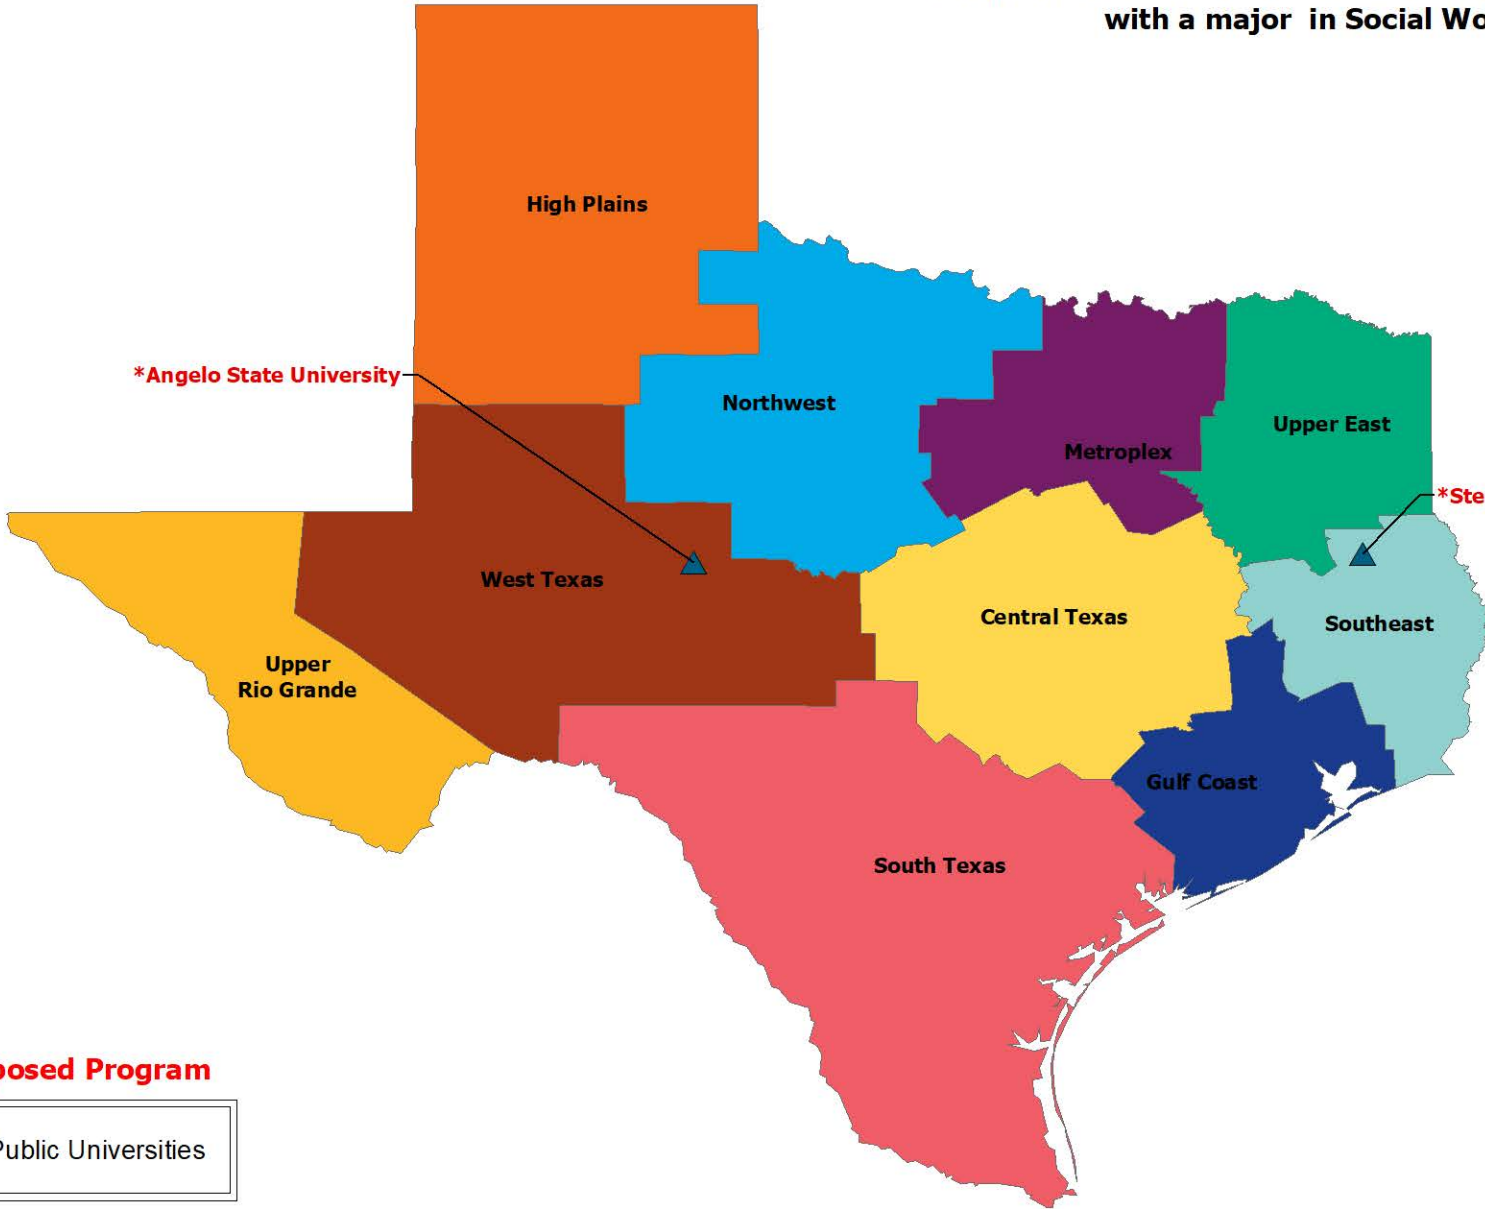 with a major in Social Wo
High Plains
*Angelo State University
Northwest
Metroplex
Upper East
*Ste
West Texas
Central Texas
Southeast
Upper
Rio Grande
Gulf Coast
South Texas
posed Program
Public Universities